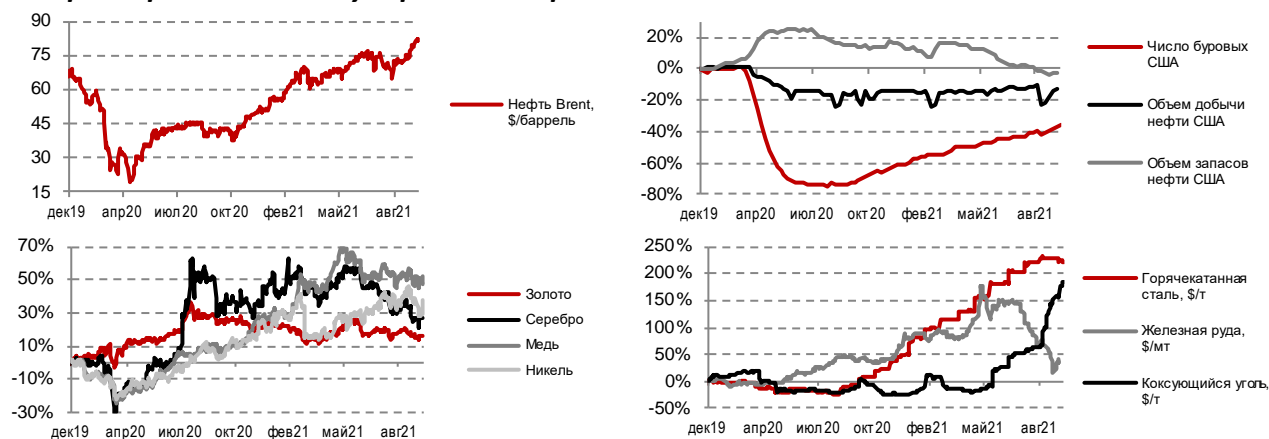 90
75
60
45
30
15
дек19
апр20
июл20
окт20
фев21
май21
авг21
Нефть Brent,
$/баррель
20%
0%
-20%
-40%
-60%
-80%
дек19
апр20
июл20
окт20
фев21
май21
авг21
Число буровых
США
Объем добычи
нефти США
Объем запасов
нефти США
70%
50%
30%
10%
-10%
-30%
дек19
апр20
июл20
окт20
фев21
май21
авг21
Золото
Серебро
Медь
Никель
250%
200%
150%
100%
50%
0%
-50%
дек19
апр20
июл20
окт20
фев21
май21
авг21
Горячекатанная
сталь, $/т
Железная руда,
$/мт
Коксующийся уголь,
$/т